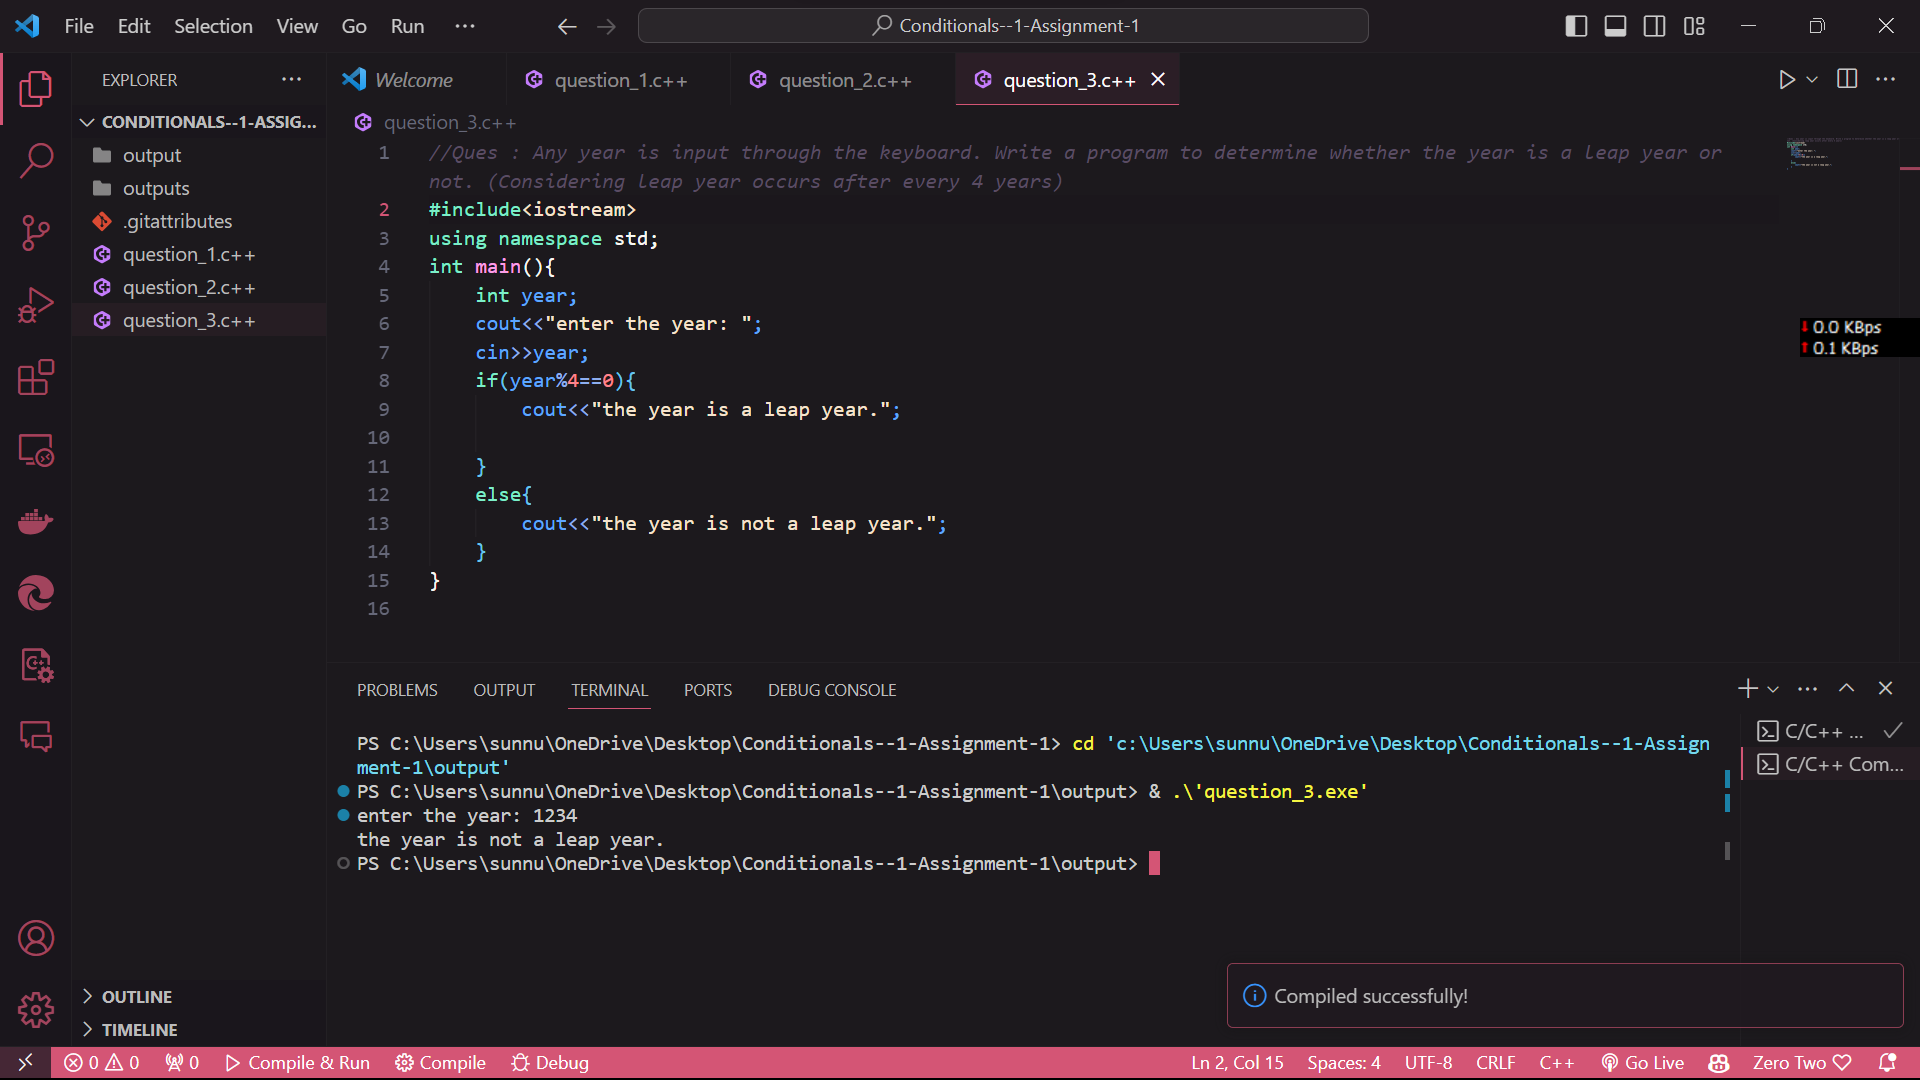 File Edit Selection View Go Run ··· Conditionals--1-Assignment-1
EXPLORER ···
Welcome question_1.c++ question_2.c++ question_3.c++
CONDITIONALS--1-ASSIG...
output
outputs
.gitattributes
question_1.c++
question_2.c++
question_3.c++
question_3.c++
1 //Ques : Any year is input through the keyboard. Write a program to determine whether the year is a leap year or
not. (Considering leap year occurs after every 4 years)
2 #include<iostream>
3 using namespace std;
4 int main(){
5 int year;
6 cout<<"enter the year: ";
7 cin>>year;
8 if(year%4==0){
9 cout<<"the year is a leap year.";
10
11 }
12 else{
13 cout<<"the year is not a leap year.";
14 }
15 }
16
0.0 KBps
0.1 KBps
PROBLEMS OUTPUT TERMINAL PORTS DEBUG CONSOLE
PS C:\Users\sunnu\OneDrive\Desktop\Conditionals--1-Assignment-1> cd 'c:\Users\sunnu\OneDrive\Desktop\Conditionals--1-Assign
ment-1\output'
PS C:\Users\sunnu\OneDrive\Desktop\Conditionals--1-Assignment-1\output> & .\'question_3.exe'
enter the year: 1234
the year is not a leap year.
PS C:\Users\sunnu\OneDrive\Desktop\Conditionals--1-Assignment-1\output>
C/C++ ...
C/C++ Com...
Compiled successfully!
OUTLINE
TIMELINE
0 0 0 Compile & Run Compile Debug Ln 2, Col 15 Spaces: 4 UTF-8 CRLF C++ Go Live Zero Two